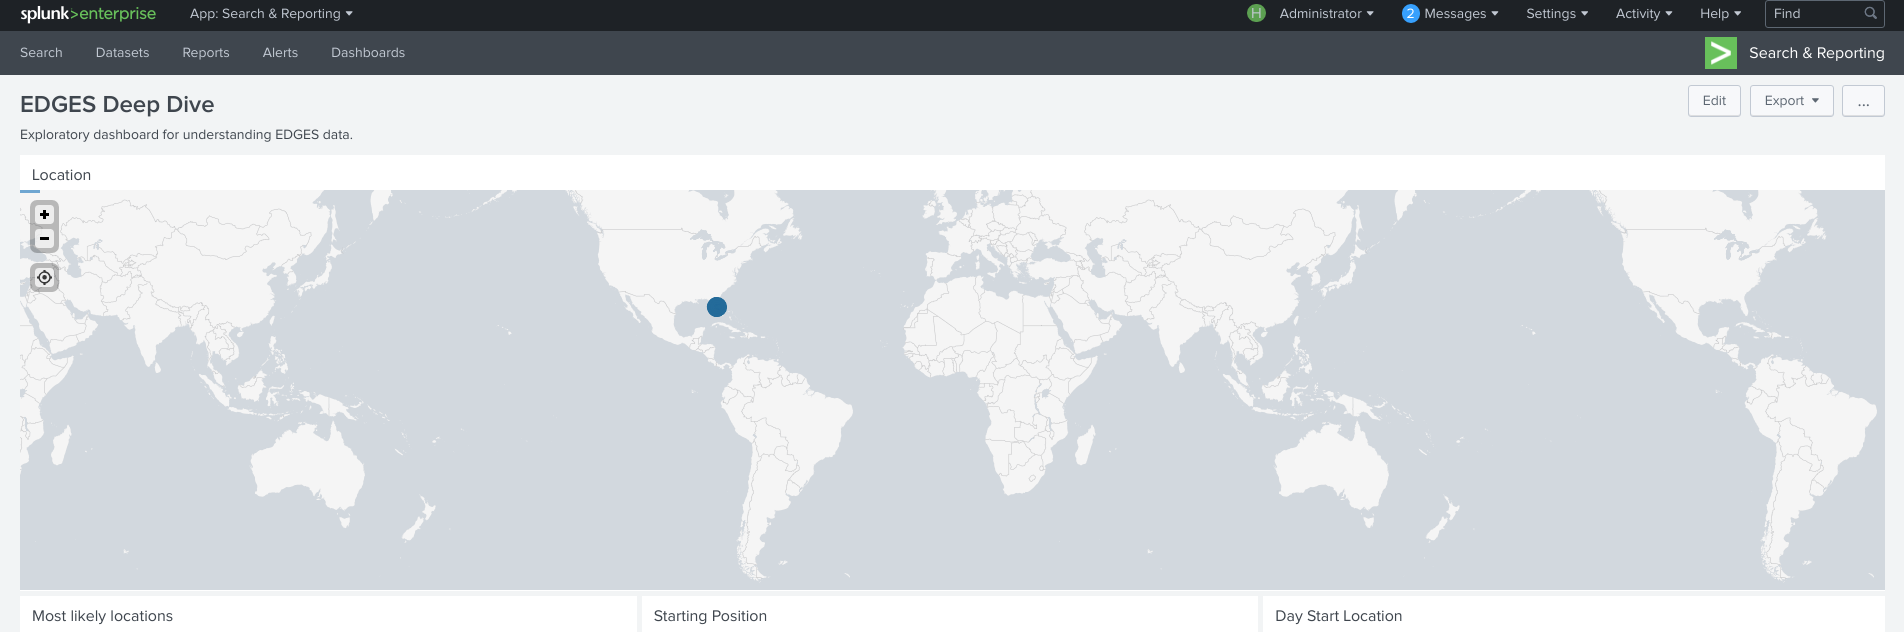 splunk>enterprise App: Search & Reporting H Administrator 2 Messages Settings Activity Help Find
Search Datasets Reports Alerts Dashboards Search & Reporting
EDGES Deep Dive Edit Export ...
Exploratory dashboard for understanding EDGES data.
Location
+
-
Most likely locations Starting Position Day Start Location